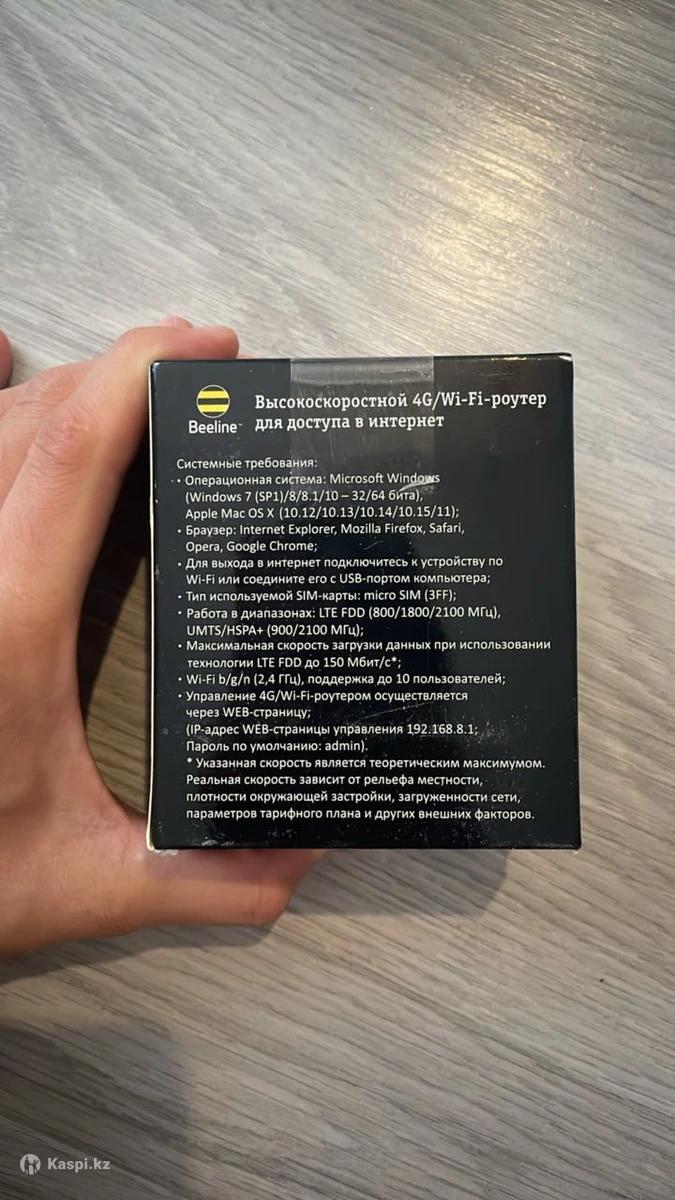 Beeline™
Высокоскоростной 4G/Wi-Fi-роутер
для доступа в интернет
Системные требования:
• Операционная система: Microsoft Windows
(Windows 7 (SP1)/8/8.1/10 – 32/64 бита),
Apple Mac OS X (10.12/10.13/10.14/10.15/11);
• Браузер: Internet Explorer, Mozilla Firefox, Safari,
Opera, Google Chrome;
• Для выхода в интернет подключитесь к устройству по
Wi-Fi или соедините его с USB-портом компьютера;
• Тип используемой SIM-карты: micro SIM (3FF);
• Работа в диапазонах: LTE FDD (800/1800/2100 МГц),
UMTS/HSPA+ (900/2100 МГц);
• Максимальная скорость загрузки данных при использовании
технологии LTE FDD до 150 Мбит/с*;
• Wi-Fi b/g/n (2,4 ГГц), поддержка до 10 пользователей;
• Управление 4G/Wi-Fi-роутером осуществляется
через WEB-страницу;
(IP-адрес WEB-страницы управления 192.168.8.1;
Пароль по умолчанию: admin).
* Указанная скорость является теоретическим максимумом.
Реальная скорость зависит от рельефа местности,
плотности окружающей застройки, загруженности сети,
параметров тарифного плана и других внешних факторов.
Kaspi.kz